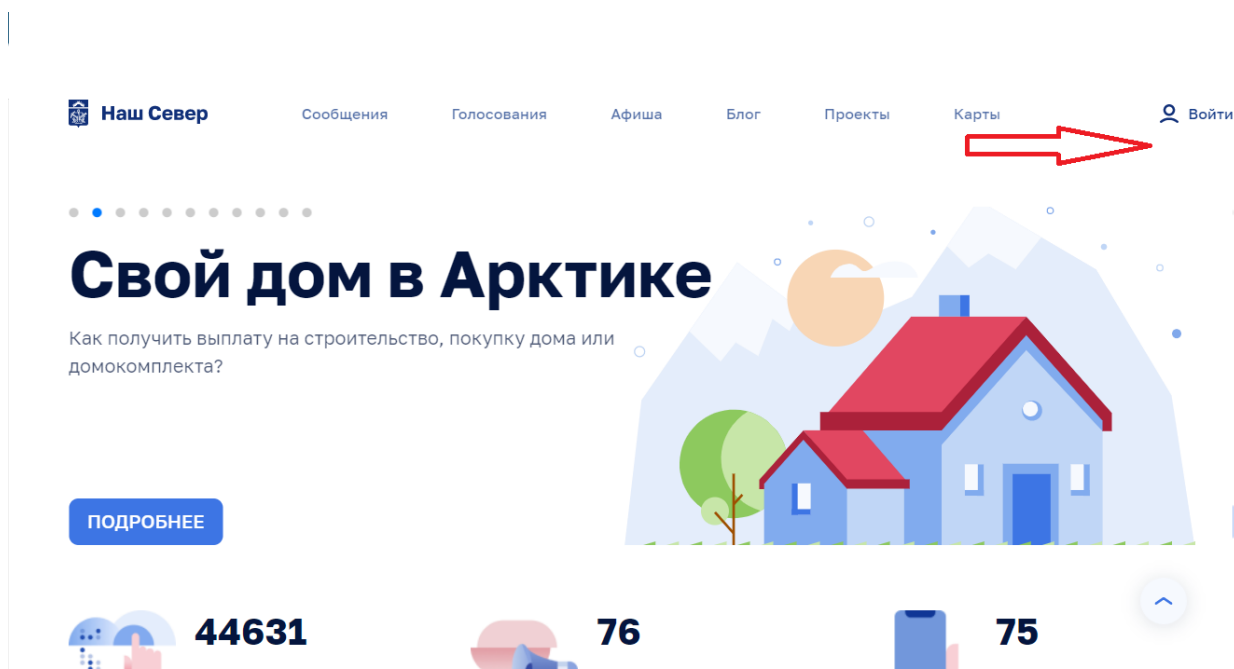 Наш Север Сообщения Голосования Афиша Блог Проекты Карты Войти
Свой дом в Арктике
Как получить выплату на строительство, покупку дома или
домокомплекта?
ПОДРОБНЕЕ
44631 76 75